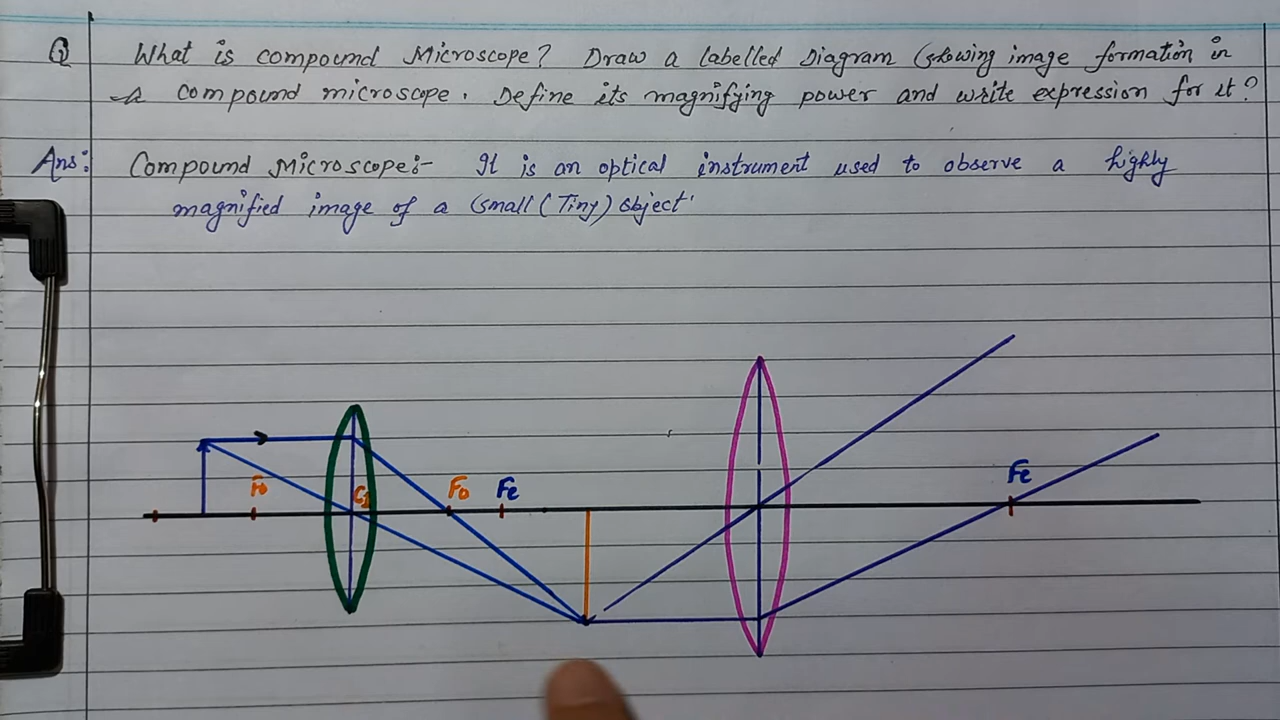 Q What is compound Microscope? Draw a labelled Diagram showing image formation in
a compound microscope. Define its magnifying power and write expression for it?
Ans: Compound Microscope:- It is an optical instrument used to observe a highly
magnified image of a small (Tiny) object.
Fo C1 Fo Fe Fe